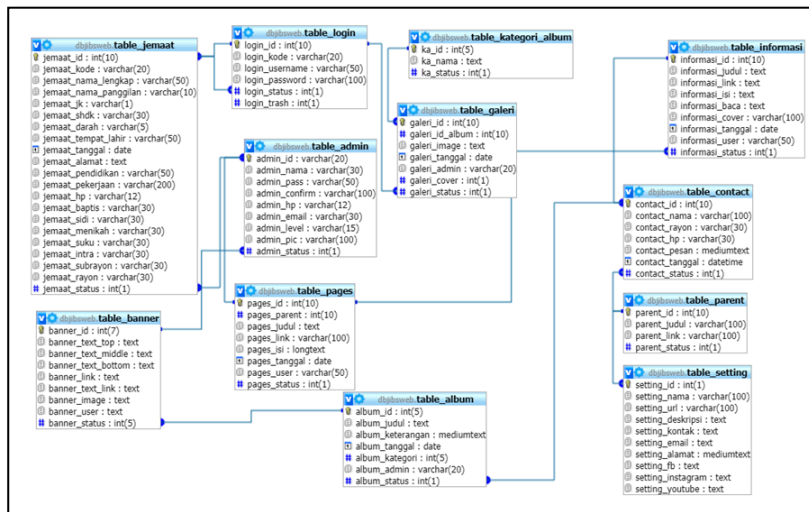 dbjibsweb.table_jemaat
jemaat_id : int(10)
jemaat_kode : varchar(20)
jemaat_nama_lengkap : varchar(50)
jemaat_nama_panggilan : varchar(10)
jemaat_jk : varchar(1)
jemaat_shdk : varchar(30)
jemaat_darah : varchar(5)
jemaat_tempat_lahir : varchar(50)
jemaat_tanggal : date
jemaat_alamat : text
jemaat_pendidikan : varchar(50)
jemaat_pekerjaan : varchar(200)
jemaat_hp : varchar(12)
jemaat_baptis : varchar(30)
jemaat_sidi : varchar(30)
jemaat_menikah : varchar(30)
jemaat_suku : varchar(30)
jemaat_intra : varchar(30)
jemaat_subrayon : varchar(30)
jemaat_rayon : varchar(30)
jemaat_status : int(1)
dbjibsweb.table_login
login_id : int(10)
login_kode : varchar(20)
login_username : varchar(50)
login_password : varchar(100)
login_status : int(1)
login_trash : int(1)
dbjibsweb.table_kategori_album
ka_id : int(5)
ka_nama : text
ka_status : int(1)
dbjibsweb.table_informasi
informasi_id : int(10)
informasi_judul : text
informasi_link : text
informasi_isi : text
informasi_baca : text
informasi_cover : varchar(100)
informasi_tanggal : date
informasi_user : varchar(50)
informasi_status : int(1)
dbjibsweb.table_galeri
galeri_id : int(10)
galeri_id_album : int(10)
galeri_image : text
galeri_tanggal : date
galeri_admin : varchar(20)
galeri_cover : int(1)
galeri_status : int(1)
dbjibsweb.table_admin
admin_id : varchar(20)
admin_nama : varchar(30)
admin_pass : varchar(50)
admin_confirm : varchar(100)
admin_hp : varchar(12)
admin_email : varchar(30)
admin_level : varchar(15)
admin_pic : varchar(100)
admin_status : int(1)
dbjibsweb.table_contact
contact_id : int(10)
contact_nama : varchar(100)
contact_rayon : varchar(30)
contact_hp : varchar(30)
contact_pesan : mediumtext
contact_tanggal : datetime
contact_status : int(1)
dbjibsweb.table_pages
pages_id : int(10)
pages_parent : int(10)
pages_judul : text
pages_link : varchar(100)
pages_isi : longtext
pages_tanggal : date
pages_user : varchar(50)
pages_status : int(1)
dbjibsweb.table_parent
parent_id : int(10)
parent_judul : varchar(100)
parent_link : varchar(100)
parent_status : int(1)
dbjibsweb.table_banner
banner_id : int(7)
banner_text_top : text
banner_text_middle : text
banner_text_bottom : text
banner_link : text
banner_text_link : text
banner_image : text
banner_user : text
banner_status : int(5)
dbjibsweb.table_setting
setting_id : int(1)
setting_nama : varchar(100)
setting_url : varchar(100)
setting_deskripsi : text
setting_kontak : text
setting_email : text
setting_alamat : mediumtext
setting_fb : text
setting_instagram : text
setting_youtube : text
dbjibsweb.table_album
album_id : int(5)
album_judul : text
album_keterangan : mediumtext
album_tanggal : date
album_kategori : int(5)
album_admin : varchar(20)
album_status : int(1)